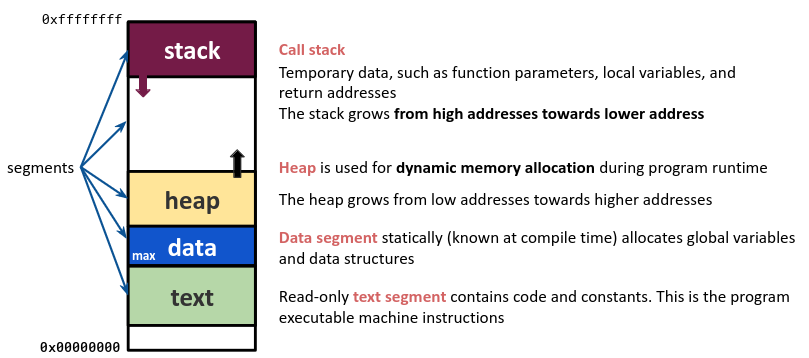 0xffffffff
stack
Call stack
Temporary data, such as function parameters, local variables, and
return addresses
The stack grows from high addresses towards lower address
segments
Heap is used for dynamic memory allocation during program runtime
heap
The heap grows from low addresses towards higher addresses
max data
Data segment statically (known at compile time) allocates global variables
and data structures
text
Read-only text segment contains code and constants. This is the program
executable machine instructions
0x00000000